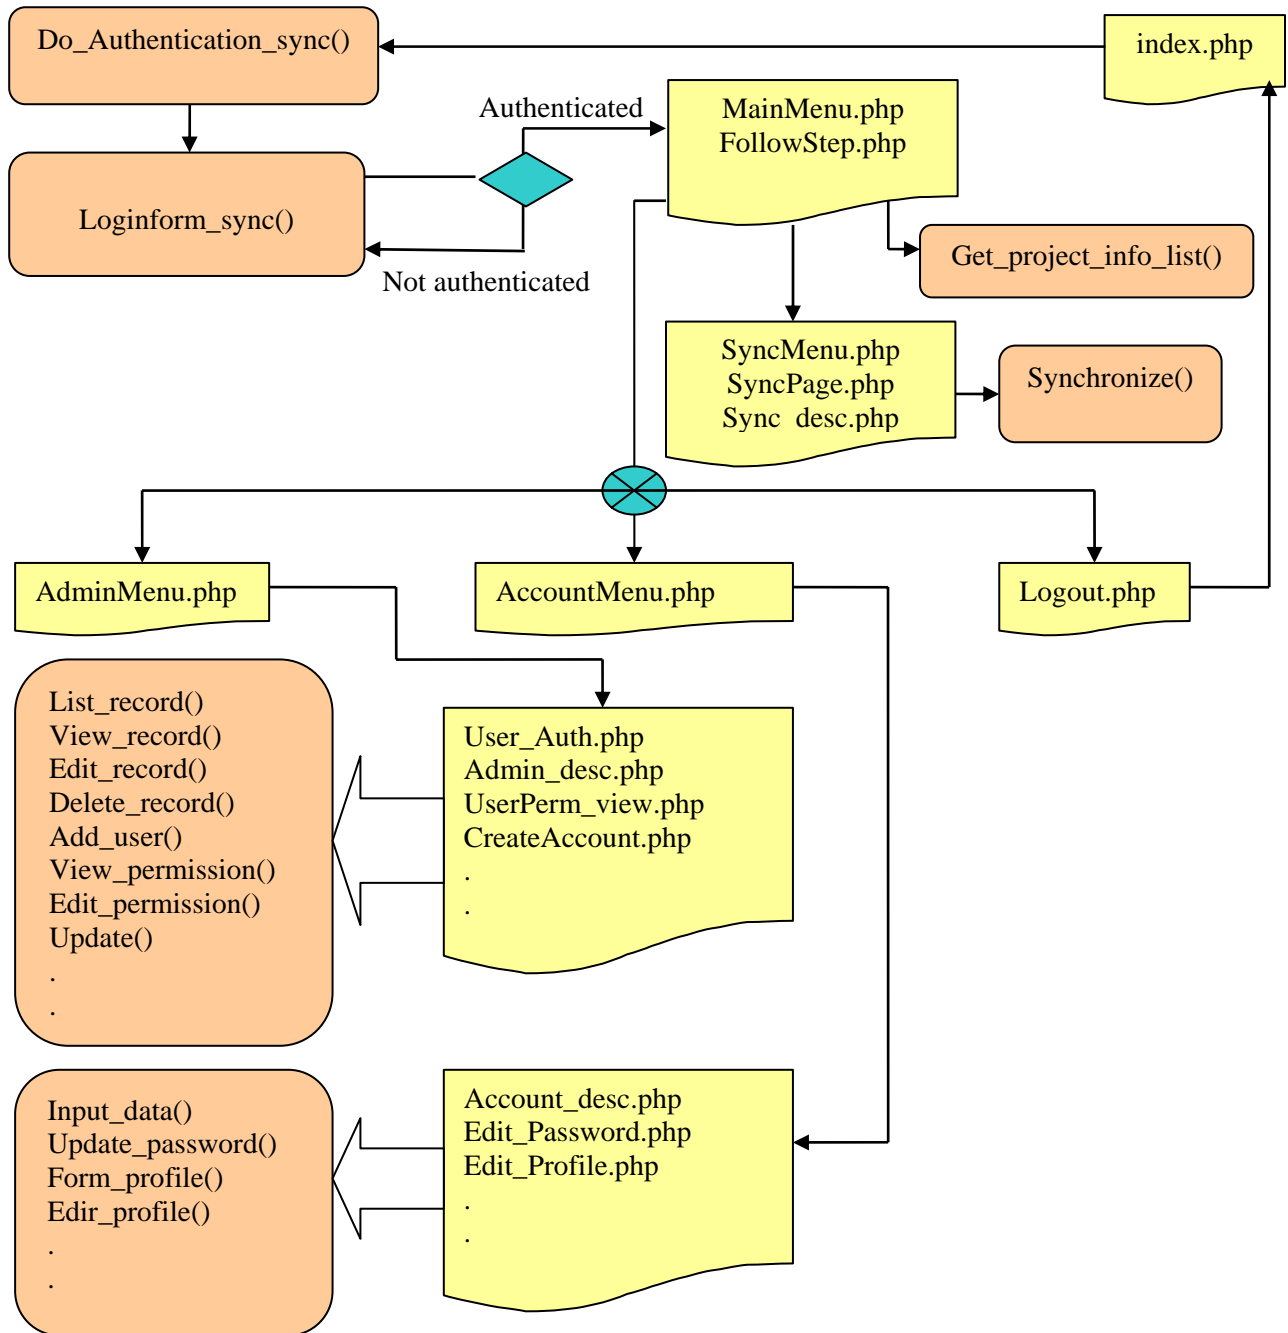 Do_Authentication_sync()
index.php
Authenticated
MainMenu.php
FollowStep.php
Loginform_sync()
Not authenticated
Get_project_info_list()
SyncMenu.php
SyncPage.php
Sync_desc.php
Synchronize()
AdminMenu.php
AccountMenu.php
Logout.php
List_record()
View_record()
Edit_record()
Delete_record()
Add_user()
View_permission()
Edit_permission()
Update()
.
.
User_Auth.php
Admin_desc.php
UserPerm_view.php
CreateAccount.php
.
.
Input_data()
Update_password()
Form_profile()
Edir_profile()
.
.
Account_desc.php
Edit_Password.php
Edit_Profile.php
.
.